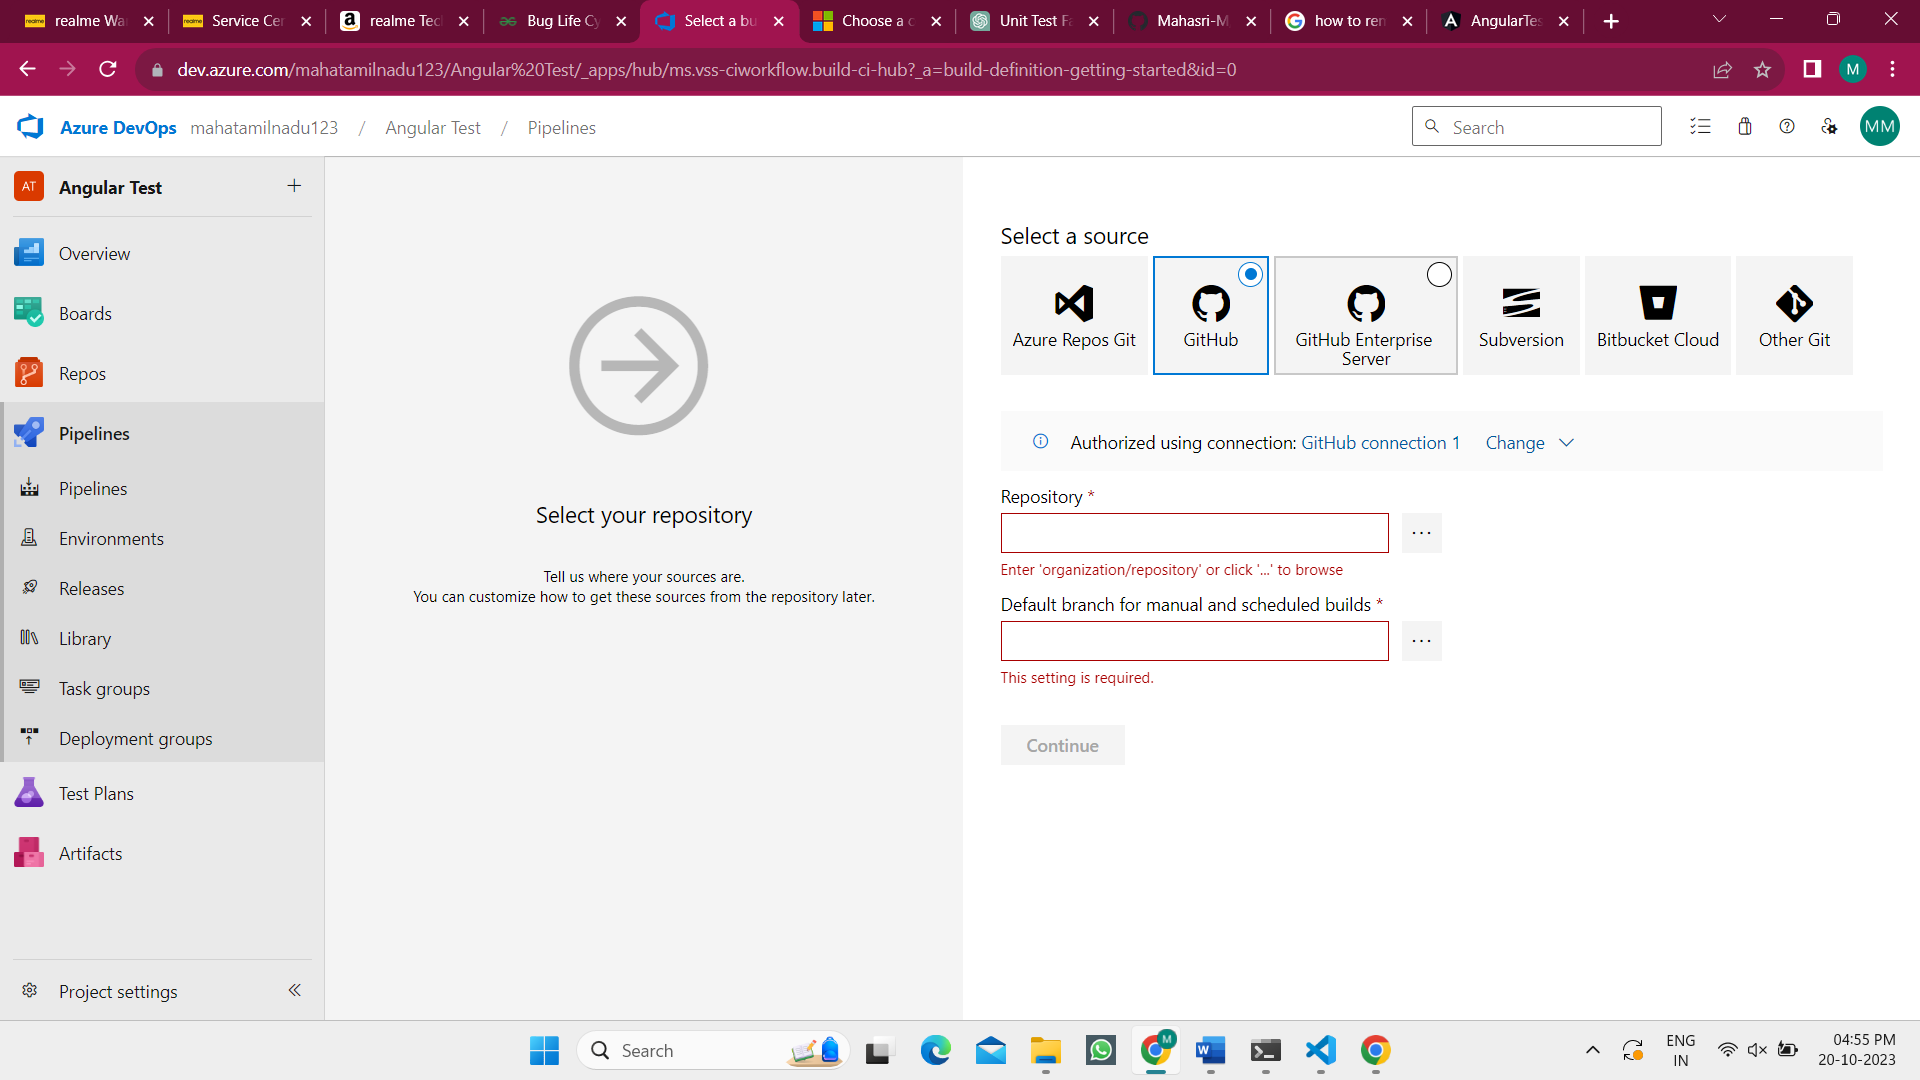 realme Wa
Service Cer
realme Tec
Bug Life Cy
Select a bu
Choose a c
Unit Test Fa
Mahasri-M
how to ren
AngularTes
dev.azure.com/mahatamilnadu123/Angular%20Test/_apps/hub/ms.vss-ciworkflow.build-ci-hub?_a=build-definition-getting-started&id=0
M
Azure DevOps
mahatamilnadu123 / Angular Test / Pipelines
Search
MM
AT
Angular Test
Overview
Boards
Repos
Pipelines
Pipelines
Environments
Releases
Library
Task groups
Deployment groups
Test Plans
Artifacts
Project settings
Select your repository
Tell us where your sources are.
You can customize how to get these sources from the repository later.
Select a source
Azure Repos Git
GitHub
GitHub Enterprise
Server
Subversion
Bitbucket Cloud
Other Git
Authorized using connection: GitHub connection 1 Change
Repository *
...
Enter 'organization/repository' or click '...' to browse
Default branch for manual and scheduled builds *
...
This setting is required.
Continue
Search
M
ENG
IN
04:55 PM
20-10-2023